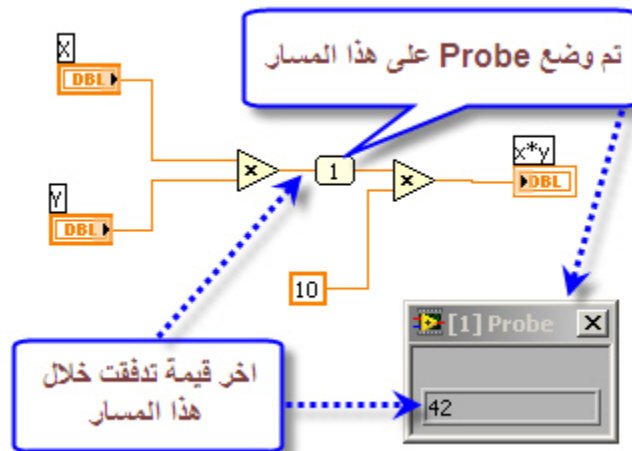 x
DBL
تم وضع Probe على هذا المسار
1
x*y
DBL
y
DBL
10
[1] Probe
42
اخر قيمة تدفقت خلال
هذا المسار